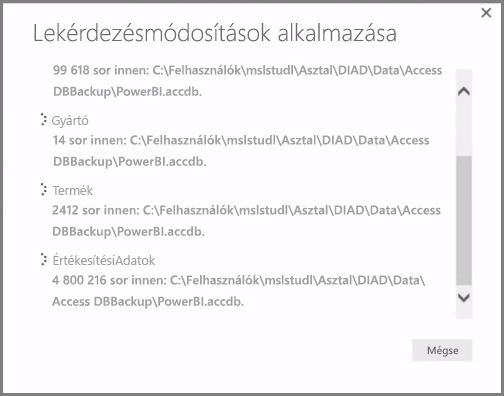 Lekérdezésmódosítások alkalmazása
99 618 sor innen: C:\Felhasználók\mslstudl\Asztal\DIAD\Data\Access
DBBackup\PowerBI.accdb.
Gyártó
14 sor innen: C:\Felhasználók\mslstudl\Asztal\DIAD\Data\Access
DBBackup\PowerBI.accdb.
Termék
2412 sor innen: C:\Felhasználók\mslstudl\Asztal\DIAD\Data\Access
DBBackup\PowerBI.accdb.
ÉrtékesítésiAdatok
4 800 216 sor innen: C:\Felhasználók\mslstudl\Asztal\DIAD\Data\
Access DBBackup\PowerBI.accdb.
Mégse